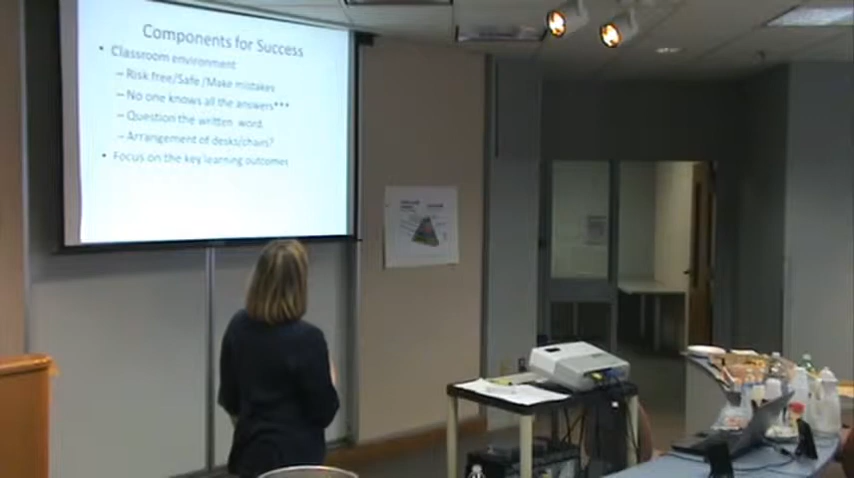 Components for Success
• Classroom environment
– Risk free/Safe /Make mistakes
– No one knows all the answers***
– Question the written word.
– Arrangement of desks/chairs?
• Focus on the key learning outcomes